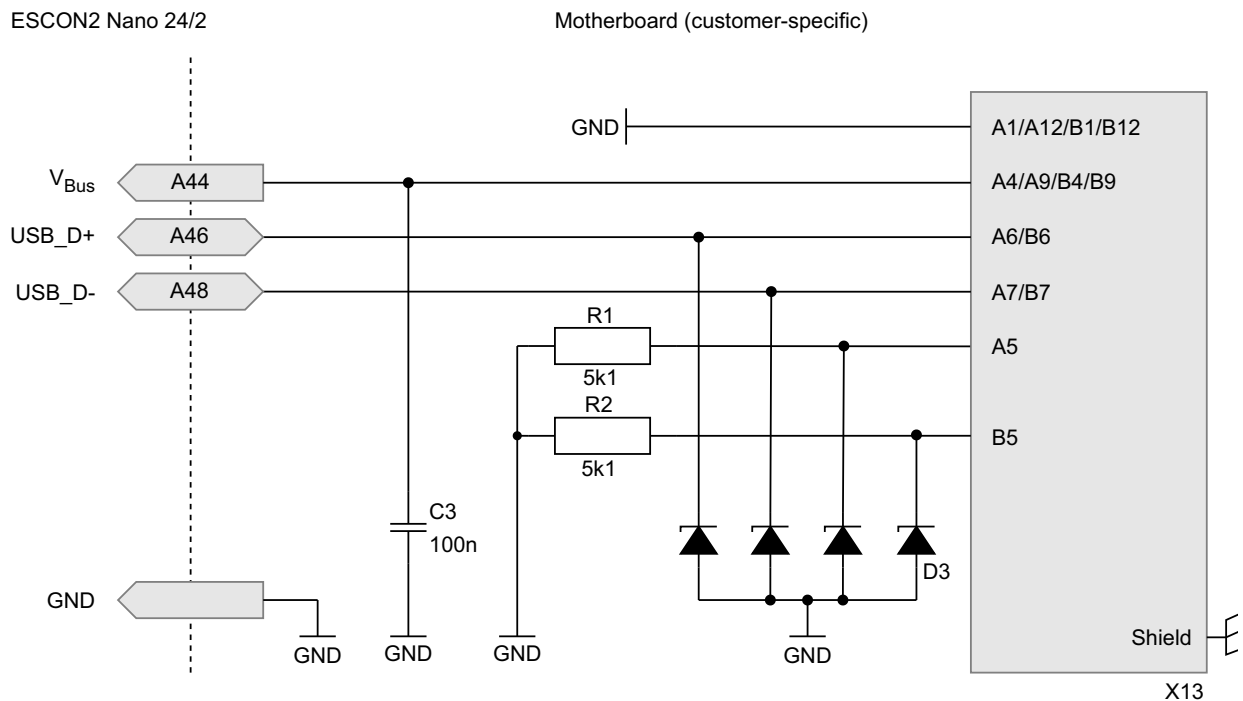 ESCON2 Nano 24/2
Motherboard (customer-specific)
GND
A1/A12/B1/B12
VBus
A44
A4/A9/B4/B9
USB_D+
A46
A6/B6
USB_D-
A48
A7/B7
R1
5k1
A5
R2
5k1
B5
C3
100n
D3
GND
GND
GND
GND
GND
Shield
X13